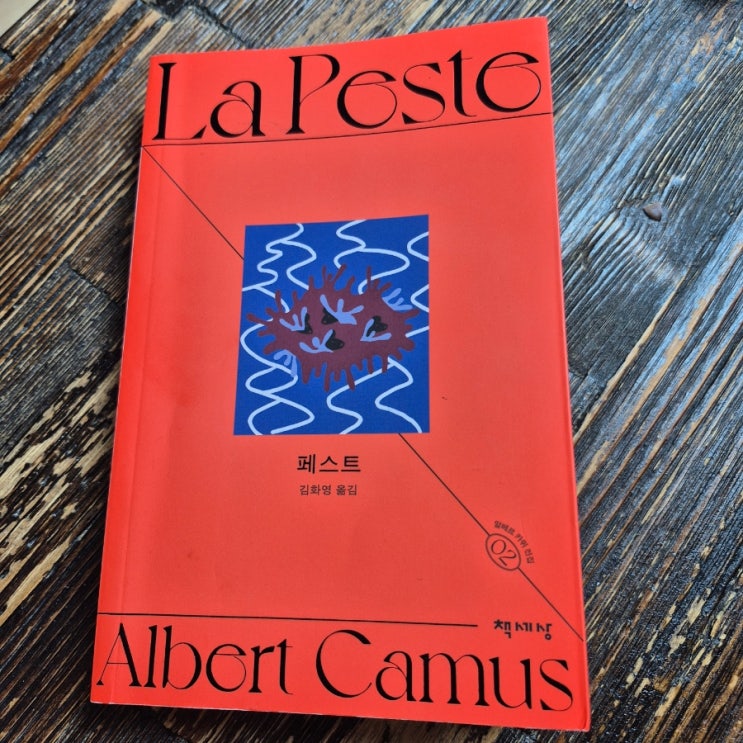 La Peste
페스트
김화영 옮김
알베르 카뮈 전집
02
책세상
Albert Camus